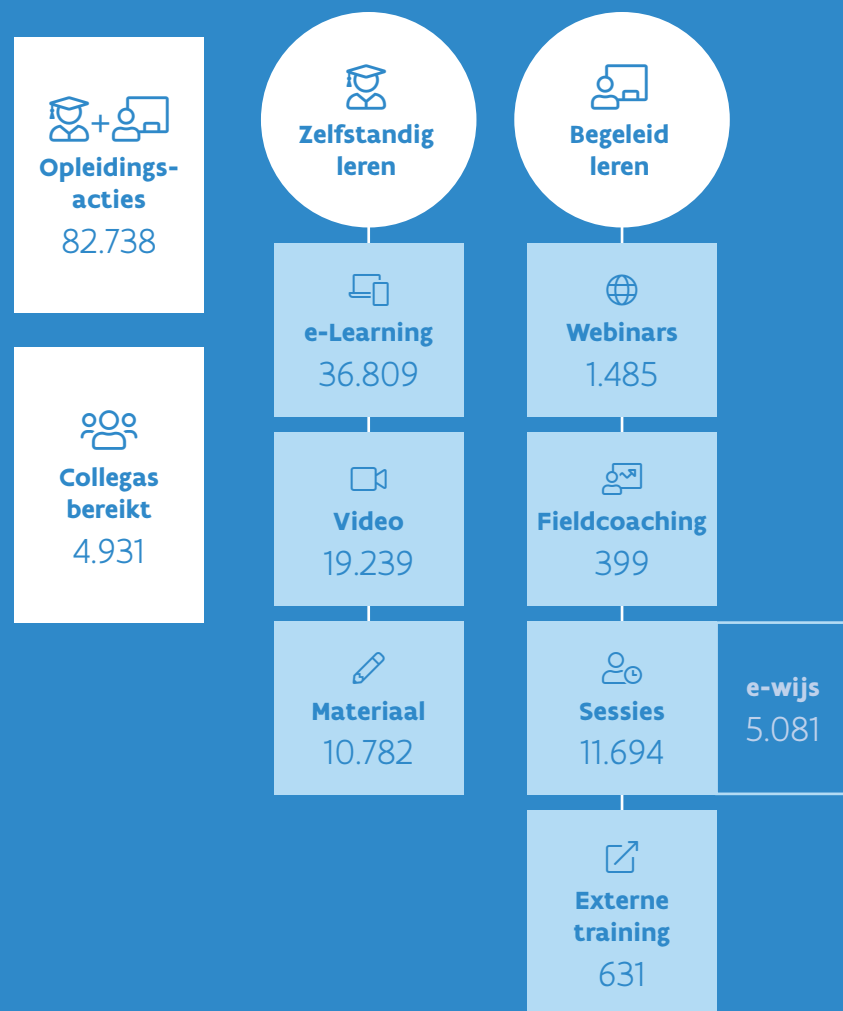 Opleidings-
acties
82.738
Collegas
bereikt
4.931
Zelfstandig
leren
e-Learning
36.809
Video
19.239
Materiaal
10.782
Begeleid
leren
Webinars
1.485
Fieldcoaching
399
Sessies
11.694
e-wijs
5.081
Externe
training
631